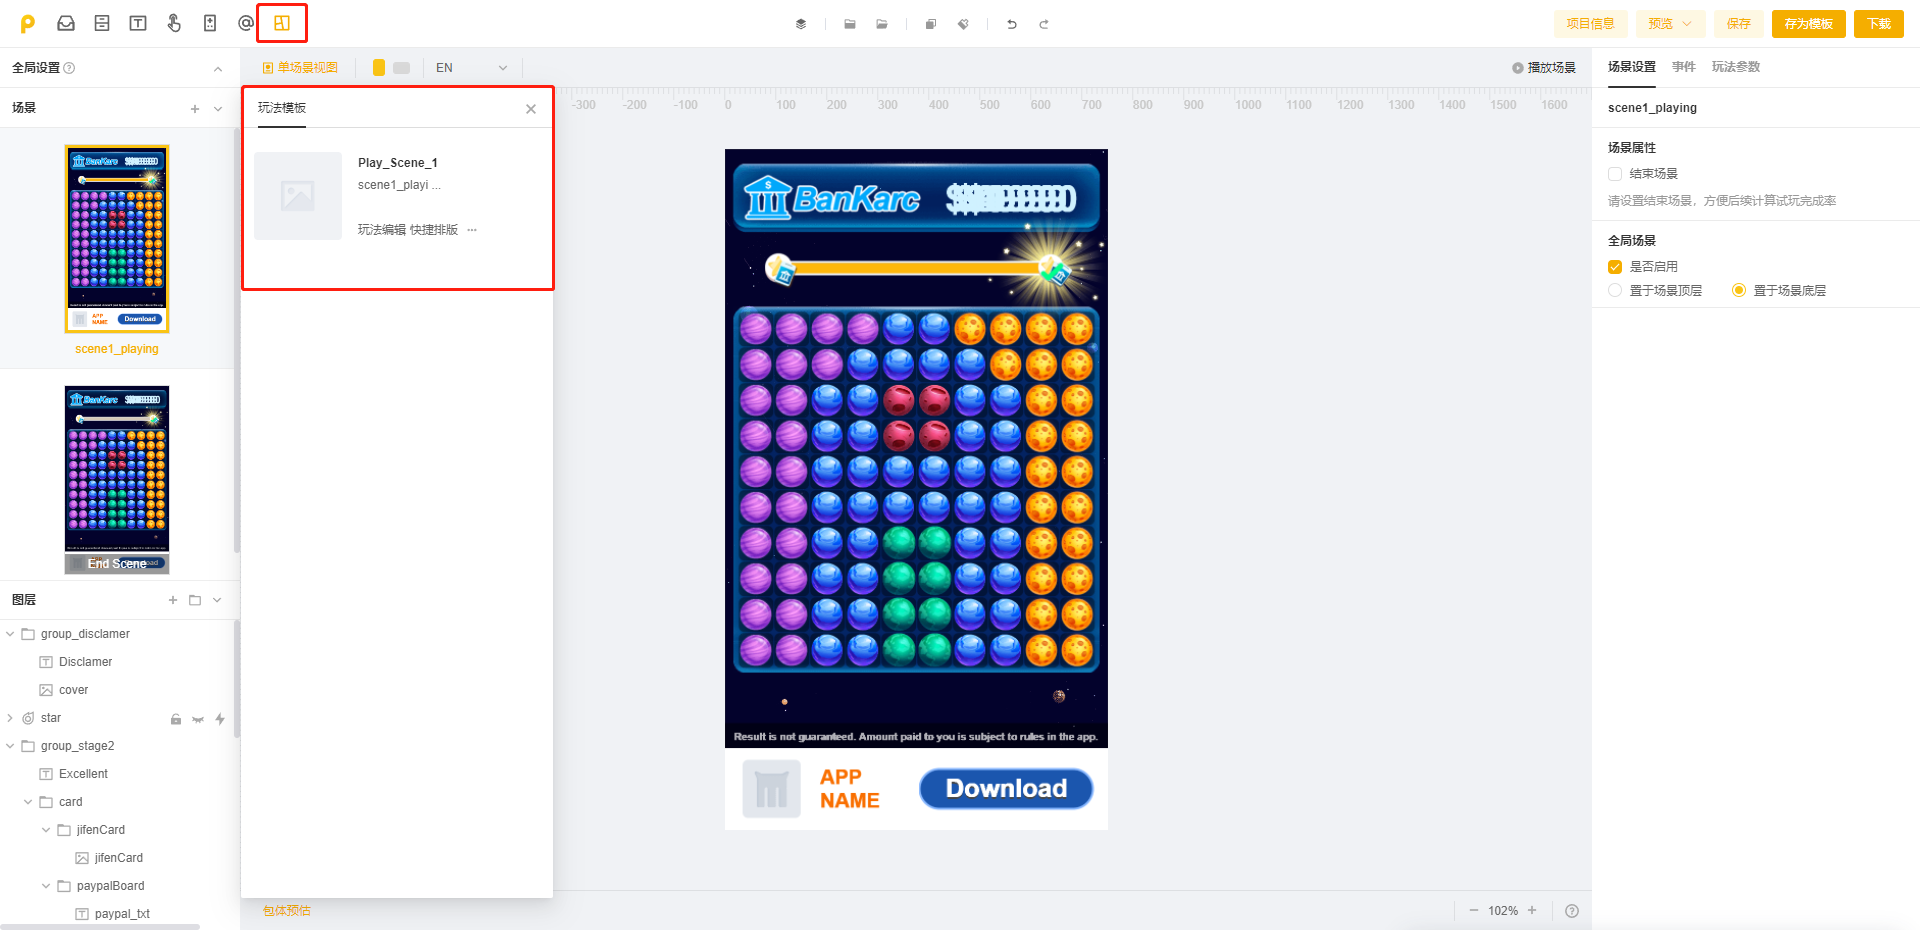 项目信息
预览
保存
存为模板
下载
全局设置
单场景视图
EN
播放场景
场景设置 事件 玩法参数
场景
玩法模板
-300 -200 -100 0 100 200 300 400 500 600 700 800 900 1000 1100 1200 1300 1400 1500 1600
scene1_playing
Play_Scene_1
scene1_playi ...
玩法编辑 快捷排版 ...
场景属性
结束场景
请设置结束场景，方便后续计算试玩完成率
全局场景
是否启用
置于场景顶层
置于场景底层
BanKarc
BanKarc
APP
NAME
Download
scene1_playing
BanKarc
End Scene
图层
group_disclamer
Disclamer
cover
star
group_stage2
Excellent
card
jifenCard
jifenCard
paypalBoard
paypal_txt
Result is not guaranteed. Amount paid to you is subject to rules in the app.
APP
NAME
Download
包体预估
102%